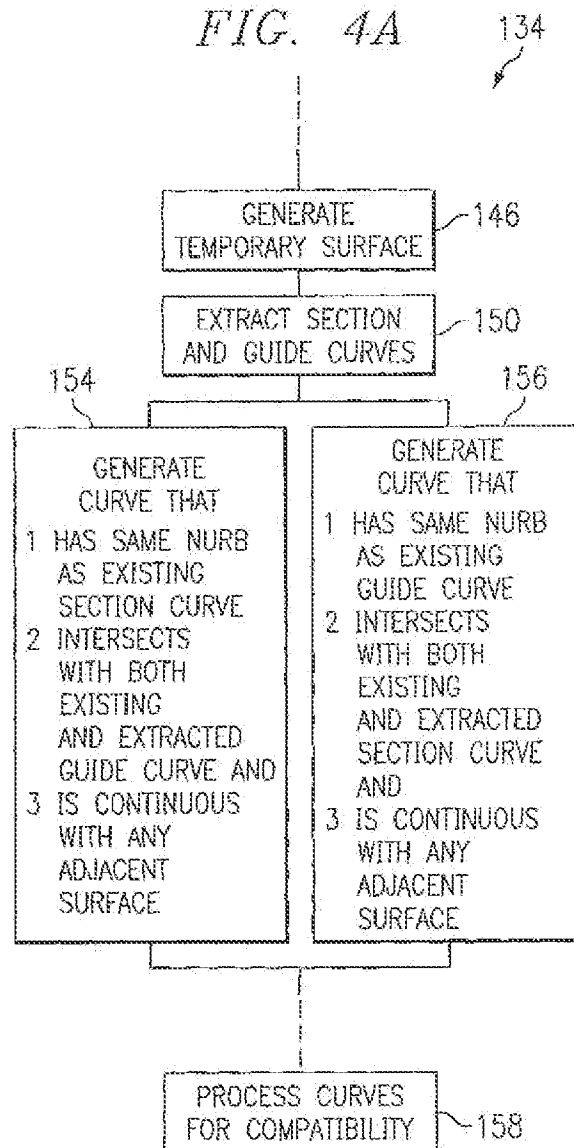 FIG. 4A
134
GENERATE
TEMPORARY SURFACE
146
EXTRACT SECTION
AND GUIDE CURVES
150
154
GENERATE
CURVE THAT
1 HAS SAME NURB
AS EXISTING
SECTION CURVE
2 INTERSECTS
WITH BOTH
EXISTING
AND EXTRACTED
GUIDE CURVE AND
3 IS CONTINUOUS
WITH ANY
ADJACENT
SURFACE
156
GENERATE
CURVE THAT
1 HAS SAME NURB
AS EXISTING
GUIDE CURVE
2 INTERSECTS
WITH BOTH
EXISTING
AND EXTRACTED
SECTION CURVE
AND
3 IS CONTINUOUS
WITH ANY
ADJACENT
SURFACE
PROCESS CURVES
FOR COMPATIBILITY
158